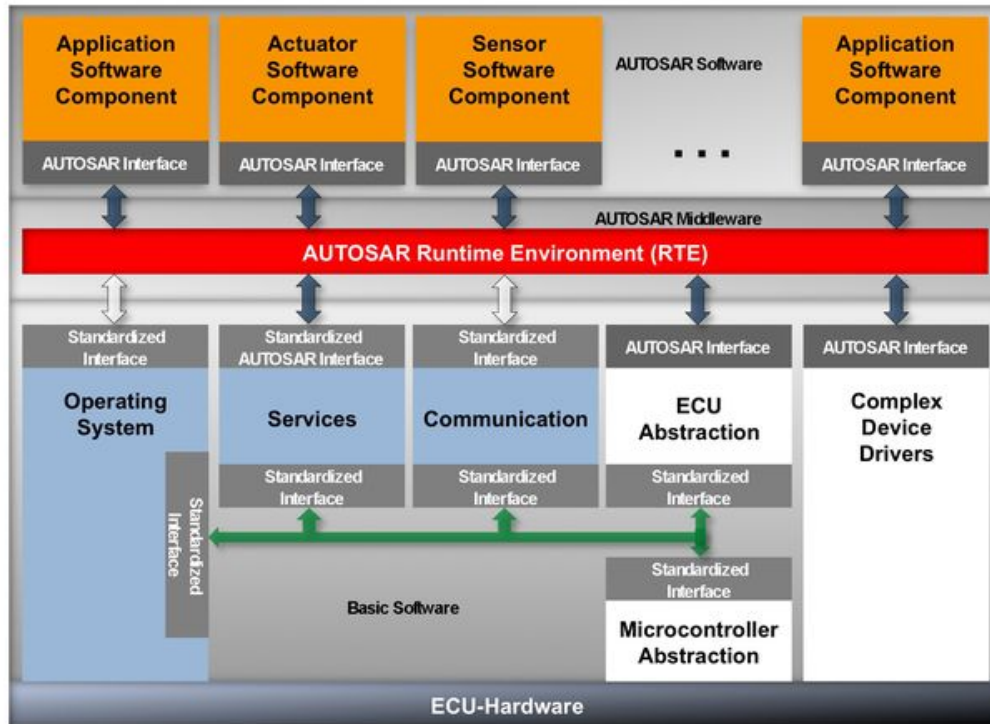 Application
Software
Component
AUTOSAR Interface
Actuator
Software
Component
AUTOSAR Interface
Sensor
Software
Component
AUTOSAR Interface
AUTOSAR Software
...
Application
Software
Component
AUTOSAR Interface
AUTOSAR Middleware
AUTOSAR Runtime Environment (RTE)
Standardized
Interface
Operating
System
Standardized
Interface
Standardized
AUTOSAR Interface
Services
Standardized
Interface
Standardized
Interface
Communication
Standardized
Interface
AUTOSAR Interface
ECU
Abstraction
Standardized
Interface
AUTOSAR Interface
Complex
Device
Drivers
Standardized
Interface
Microcontroller
Abstraction
Basic Software
ECU-Hardware